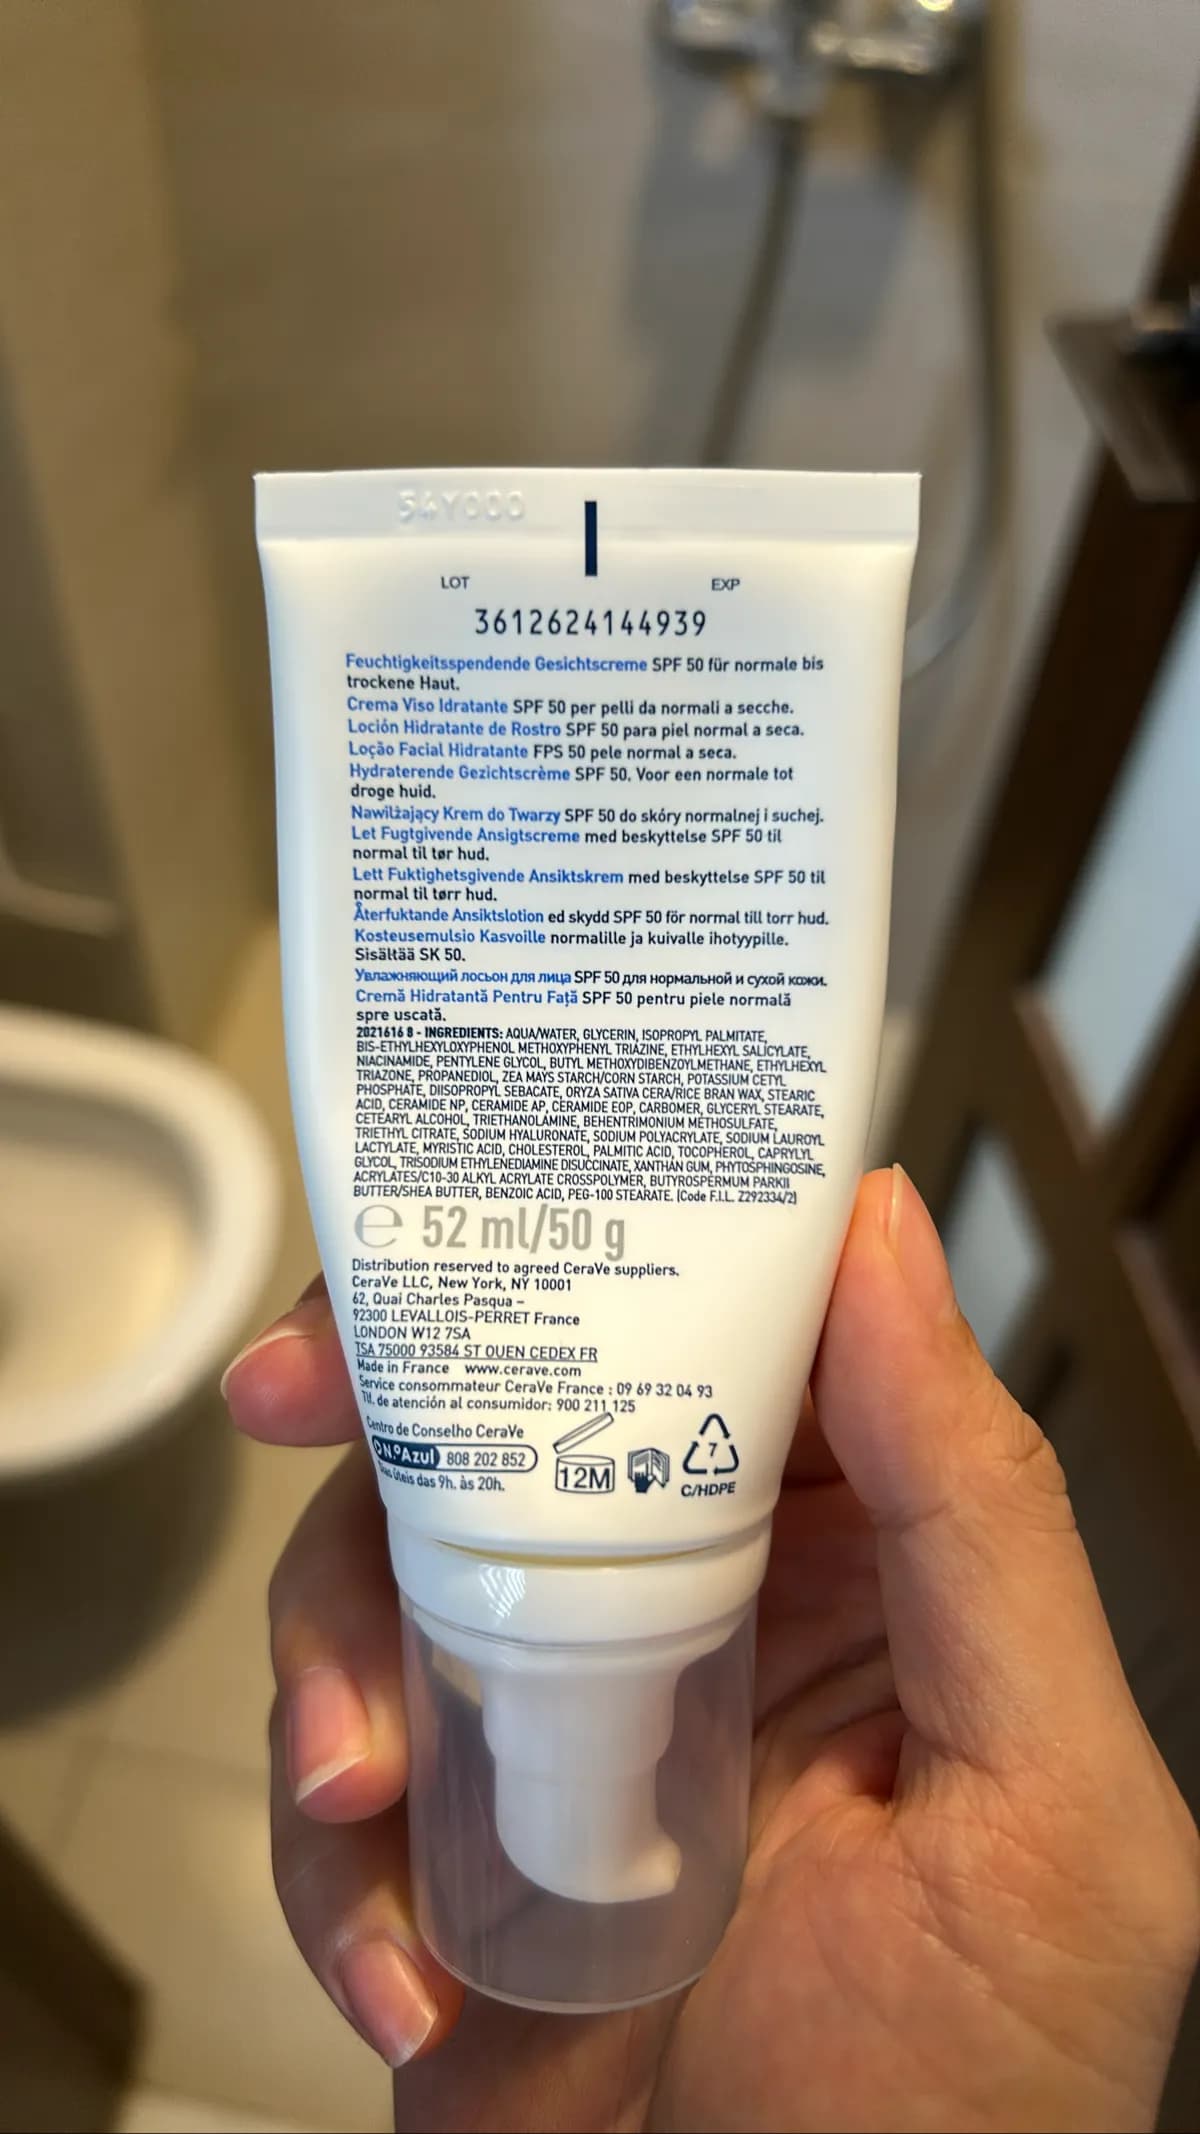 54Y000
LOT EXP
3612624144939
Feuchtigkeitsspendende Gesichtscreme SPF 50 für normale bis
trockene Haut.
Crema Viso Idratante SPF 50 per pelli da normali a secche.
Loción Hidratante de Rostro SPF 50 para piel normal a seca.
Loção Facial Hidratante FPS 50 pele normal a seca.
Hydraterende Gezichtscrème SPF 50. Voor een normale tot
droge huid.
Nawilżający Krem do Twarzy SPF 50 do skóry normalnej i suchej.
Let Fugtgivende Ansigtscreme med beskyttelse SPF 50 til
normal til tør hud.
Lett Fuktighetsgivende Ansiktskrem med beskyttelse SPF 50 til
normal til tørr hud.
Återfuktande Ansiktslotion ed skydd SPF 50 för normal till torr hud.
Kosteusemulsio Kasvoille normalille ja kuivalle ihotyypille.
Sisältää SK 50.
Увлажняющий лосьон для лица SPF 50 для нормальной и сухой кожи.
Cremă Hidratantă Pentru Față SPF 50 pentru piele normală
spre uscată.
2021616 8 - INGREDIENTS: AQUA/WATER, GLYCERIN, ISOPROPYL PALMITATE,
BIS-ETHYLHEXYLOXYPHENOL METHOXYPHENYL TRIAZINE, ETHYLHEXYL SALICYLATE,
NIACINAMIDE, PENTYLENE GLYCOL, BUTYL METHOXYDIBENZOYLMETHANE, ETHYLHEXYL
TRIAZONE, PROPANEDIOL, ZEA MAYS STARCH/CORN STARCH, POTASSIUM CETYL
PHOSPHATE, DIISOPROPYL SEBACATE, ORYZA SATIVA CERA/RICE BRAN WAX, STEARIC
ACID, CERAMIDE NP, CERAMIDE AP, CERAMIDE EOP, CARBOMER, GLYCERYL STEARATE,
CETEARYL ALCOHOL, TRIETHANOLAMINE, BEHENTRIMONIUM METHOSULFATE,
TRIETHYL CITRATE, SODIUM HYALURONATE, SODIUM POLYACRYLATE, SODIUM LAUROYL
LACTYLATE, MYRISTIC ACID, CHOLESTEROL, PALMITIC ACID, TOCOPHEROL, CAPRYLYL
GLYCOL, TRISODIUM ETHYLENEDIAMINE DISUCCINATE, XANTHAN GUM, PHYTOSPHINGOSINE,
ACRYLATES/C10-30 ALKYL ACRYLATE CROSSPOLYMER, BUTYROSPERMUM PARKII
BUTTER/SHEA BUTTER, BENZOIC ACID, PEG-100 STEARATE. (Code F.I.L. Z292334/2)
℮ 52 ml/50 g
Distribution reserved to agreed CeraVe suppliers.
CeraVe LLC, New York, NY 10001
62, Quai Charles Pasqua –
92300 LEVALLOIS-PERRET France
LONDON W12 7SA
TSA 75000 93584 ST OUEN CEDEX FR
Made in France www.cerave.com
Service consommateur CeraVe France : 09 69 32 04 93
Tlf. de atención al consumidor: 900 211 125
Centro de Conselho CeraVe
N.º Azul 808 202 852
Dias úteis das 9h. às 20h.
12M
7
C/HDPE